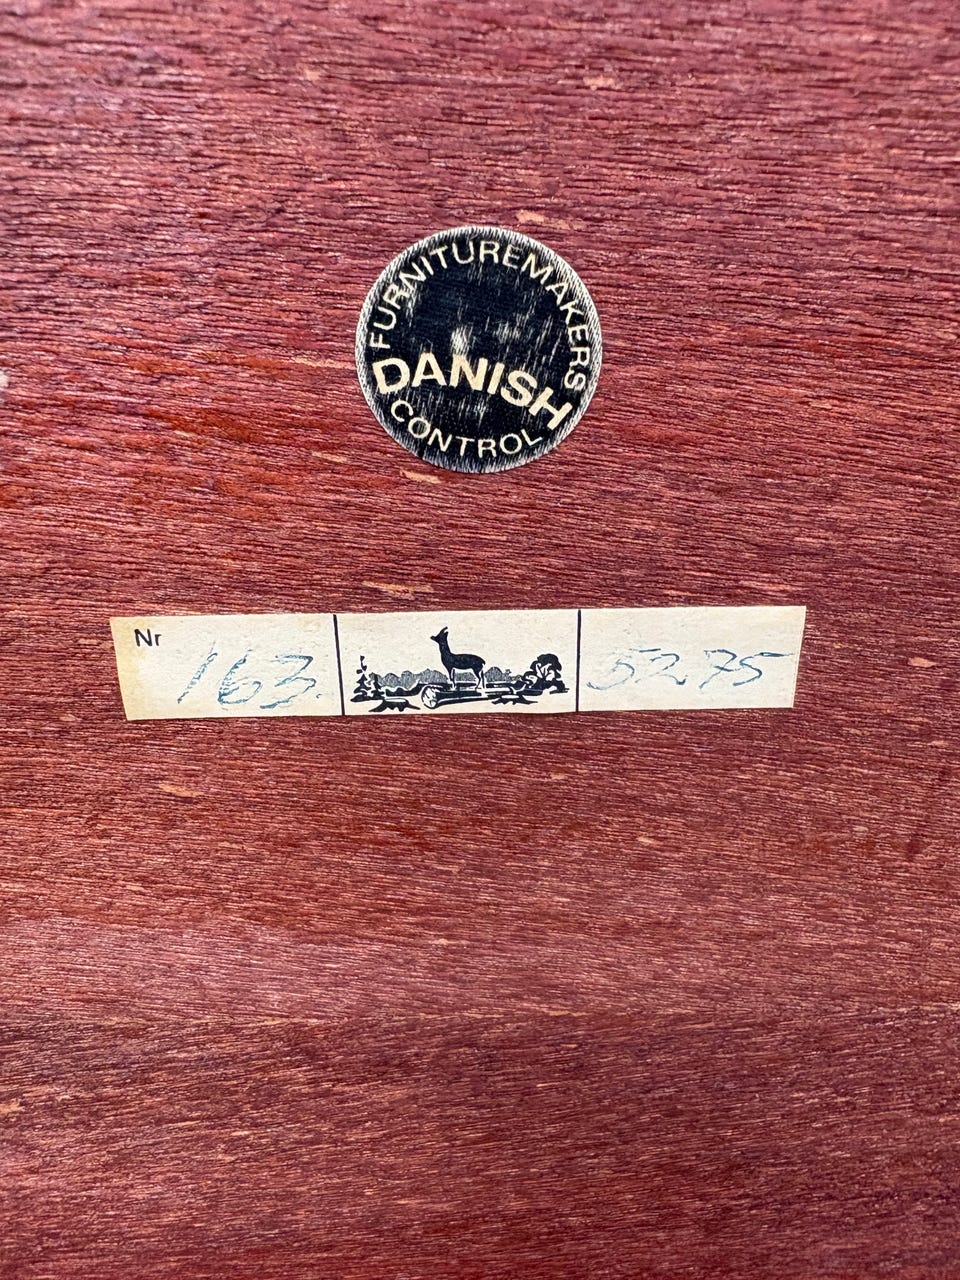 FURNITUREMAKERS
DANISH
CONTROL
Nr 163. 5275